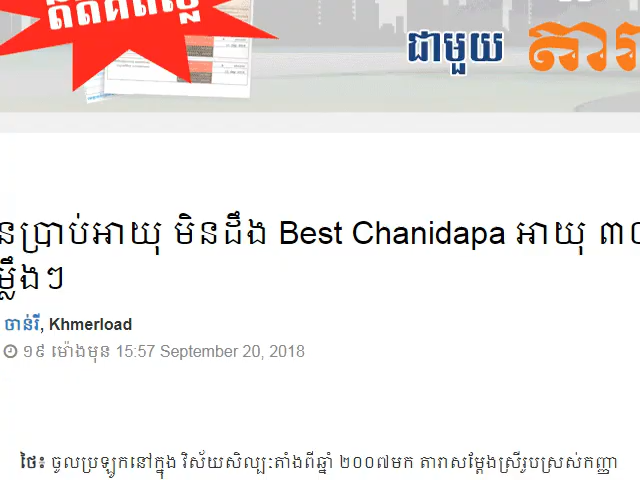 ជាមួយ តារា
នប្រាប់អាយុ មិនដឹង Best Chanidapa អាយុ ៣០
ម្លឹងៗ
ចាន់រី, Khmerload
១៩ ម៉ោងមុន 15:57 September 20, 2018
ថៃ៖ ចូលប្រឡូកនៅក្នុង វិស័យសិល្បៈតាំងពីឆ្នាំ ២០០៧មក តារាសម្ដែងស្រីរូបស្រស់កញ្ញា